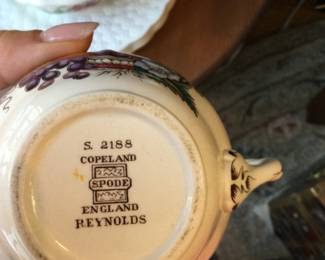 S. 2188
COPELAND
SPODE
ENGLAND
REYNOLDS